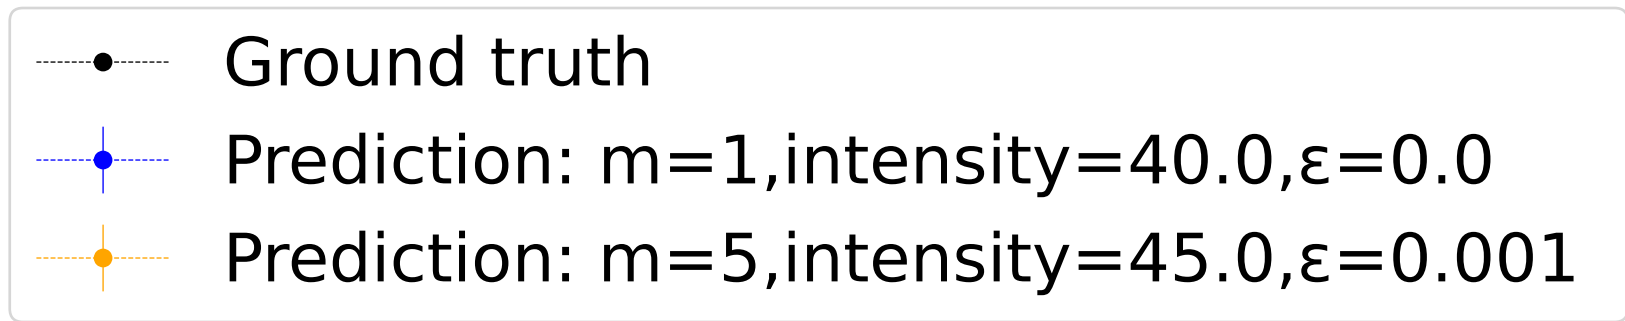 Ground truth
Prediction: m=1,intensity=40.0,ε=0.0
Prediction: m=5,intensity=45.0,ε=0.001